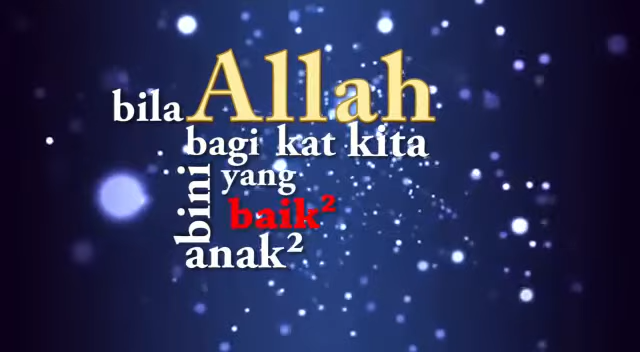 bila Allah
bagi kat kita
bini yang
baik²
anak²